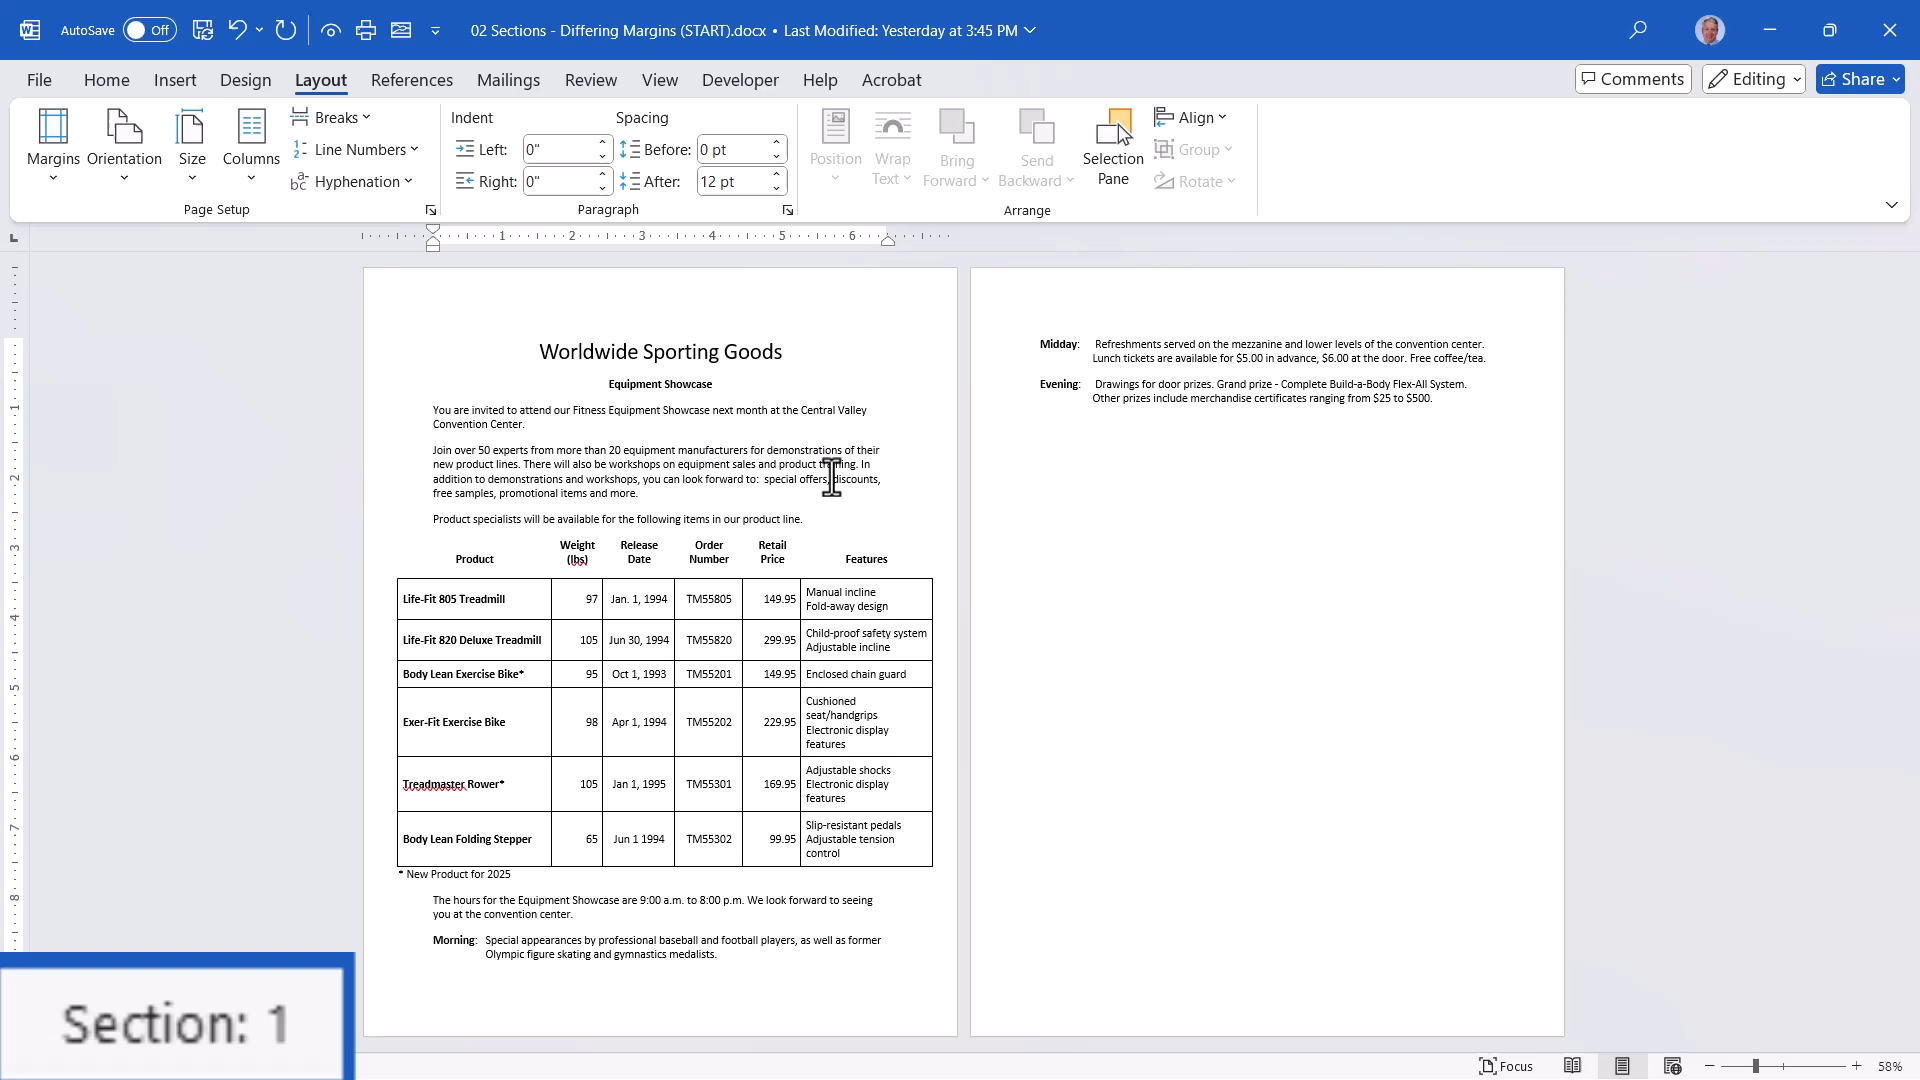 AutoSave Off 02 Sections - Differing Margins (START).docx • Last Modified: Yesterday at 3:45 PM
File Home Insert Design Layout References Mailings Review View Developer Help Acrobat Comments Editing Share
Margins Orientation Size Columns
Breaks
Line Numbers
Hyphenation
Page Setup
Indent Spacing
Left: 0" Before: 0 pt
Right: 0" After: 12 pt
Paragraph
Position Wrap Text Bring Forward Send Backward Selection Pane
Align
Group
Rotate
Arrange
1 2 3 4 5 6
1
2
3
4
5
6
7
8
Worldwide Sporting Goods
Equipment Showcase
You are invited to attend our Fitness Equipment Showcase next month at the Central Valley
Convention Center.
Join over 50 experts from more than 20 equipment manufacturers for demonstrations of their
new product lines. There will also be workshops on equipment sales and product In
addition to demonstrations and workshops, you can look forward to: special offers, discounts,
free samples, promotional items and more.
Product specialists will be available for the following items in our product line.
Product Weight (lbs) Release Date Order Number Retail Price Features
Life-Fit 805 Treadmill 97 Jan. 1, 1994 TM55805 149.95 Manual incline
Fold-away design
Life-Fit 820 Deluxe Treadmill 105 Jun 30, 1994 TM55820 299.95 Child-proof safety system
Adjustable incline
Body Lean Exercise Bike* 95 Oct 1, 1993 TM55201 149.95 Enclosed chain guard
Exer-Fit Exercise Bike 98 Apr 1, 1994 TM55202 229.95 Cushioned
seat/handgrips
Electronic display
features
Treadmaster Rower* 105 Jan 1, 1995 TM55301 169.95 Adjustable shocks
Electronic display
features
Body Lean Folding Stepper 65 Jun 1 1994 TM55302 99.95 Slip-resistant pedals
Adjustable tension
control
* New Product for 2025
The hours for the Equipment Showcase are 9:00 a.m. to 8:00 p.m. We look forward to seeing
you at the convention center.
Morning: Special appearances by professional baseball and football players, as well as former
Olympic figure skating and gymnastics medalists.
Midday: Refreshments served on the mezzanine and lower levels of the convention center.
Lunch tickets are available for $5.00 in advance, $6.00 at the door. Free coffee/tea.
Evening: Drawings for door prizes. Grand prize - Complete Build-a-Body Flex-All System.
Other prizes include merchandise certificates ranging from $25 to $500.
Section: 1
Focus 58%